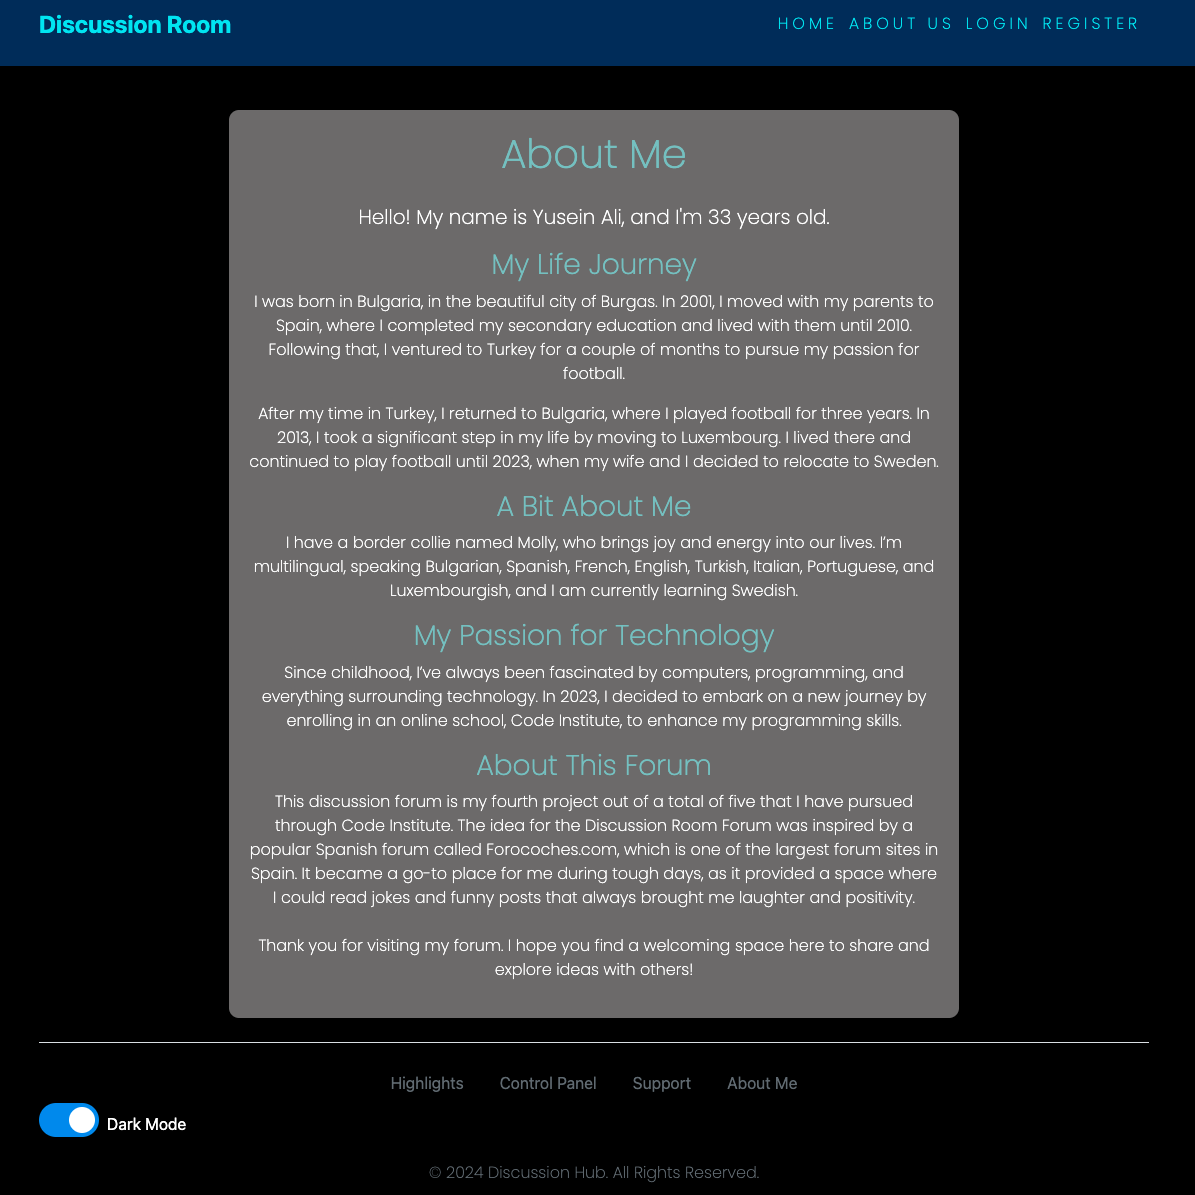 Discussion Room
HOME ABOUT US LOGIN REGISTER
About Me
Hello! My name is Yusein Ali, and I'm 33 years old.
My Life Journey
I was born in Bulgaria, in the beautiful city of Burgas. In 2001, I moved with my parents to
Spain, where I completed my secondary education and lived with them until 2010.
Following that, I ventured to Turkey for a couple of months to pursue my passion for
football.
After my time in Turkey, I returned to Bulgaria, where I played football for three years. In
2013, I took a significant step in my life by moving to Luxembourg. I lived there and
continued to play football until 2023, when my wife and I decided to relocate to Sweden.
A Bit About Me
I have a border collie named Molly, who brings joy and energy into our lives. I’m
multilingual, speaking Bulgarian, Spanish, French, English, Turkish, Italian, Portuguese, and
Luxembourgish, and I am currently learning Swedish.
My Passion for Technology
Since childhood, I’ve always been fascinated by computers, programming, and
everything surrounding technology. In 2023, I decided to embark on a new journey by
enrolling in an online school, Code Institute, to enhance my programming skills.
About This Forum
This discussion forum is my fourth project out of a total of five that I have pursued
through Code Institute. The idea for the Discussion Room Forum was inspired by a
popular Spanish forum called Forocoches.com, which is one of the largest forum sites in
Spain. It became a go-to place for me during tough days, as it provided a space where
I could read jokes and funny posts that always brought me laughter and positivity.
Thank you for visiting my forum. I hope you find a welcoming space here to share and
explore ideas with others!
Highlights Control Panel Support About Me
Dark Mode
© 2024 Discussion Hub. All Rights Reserved.